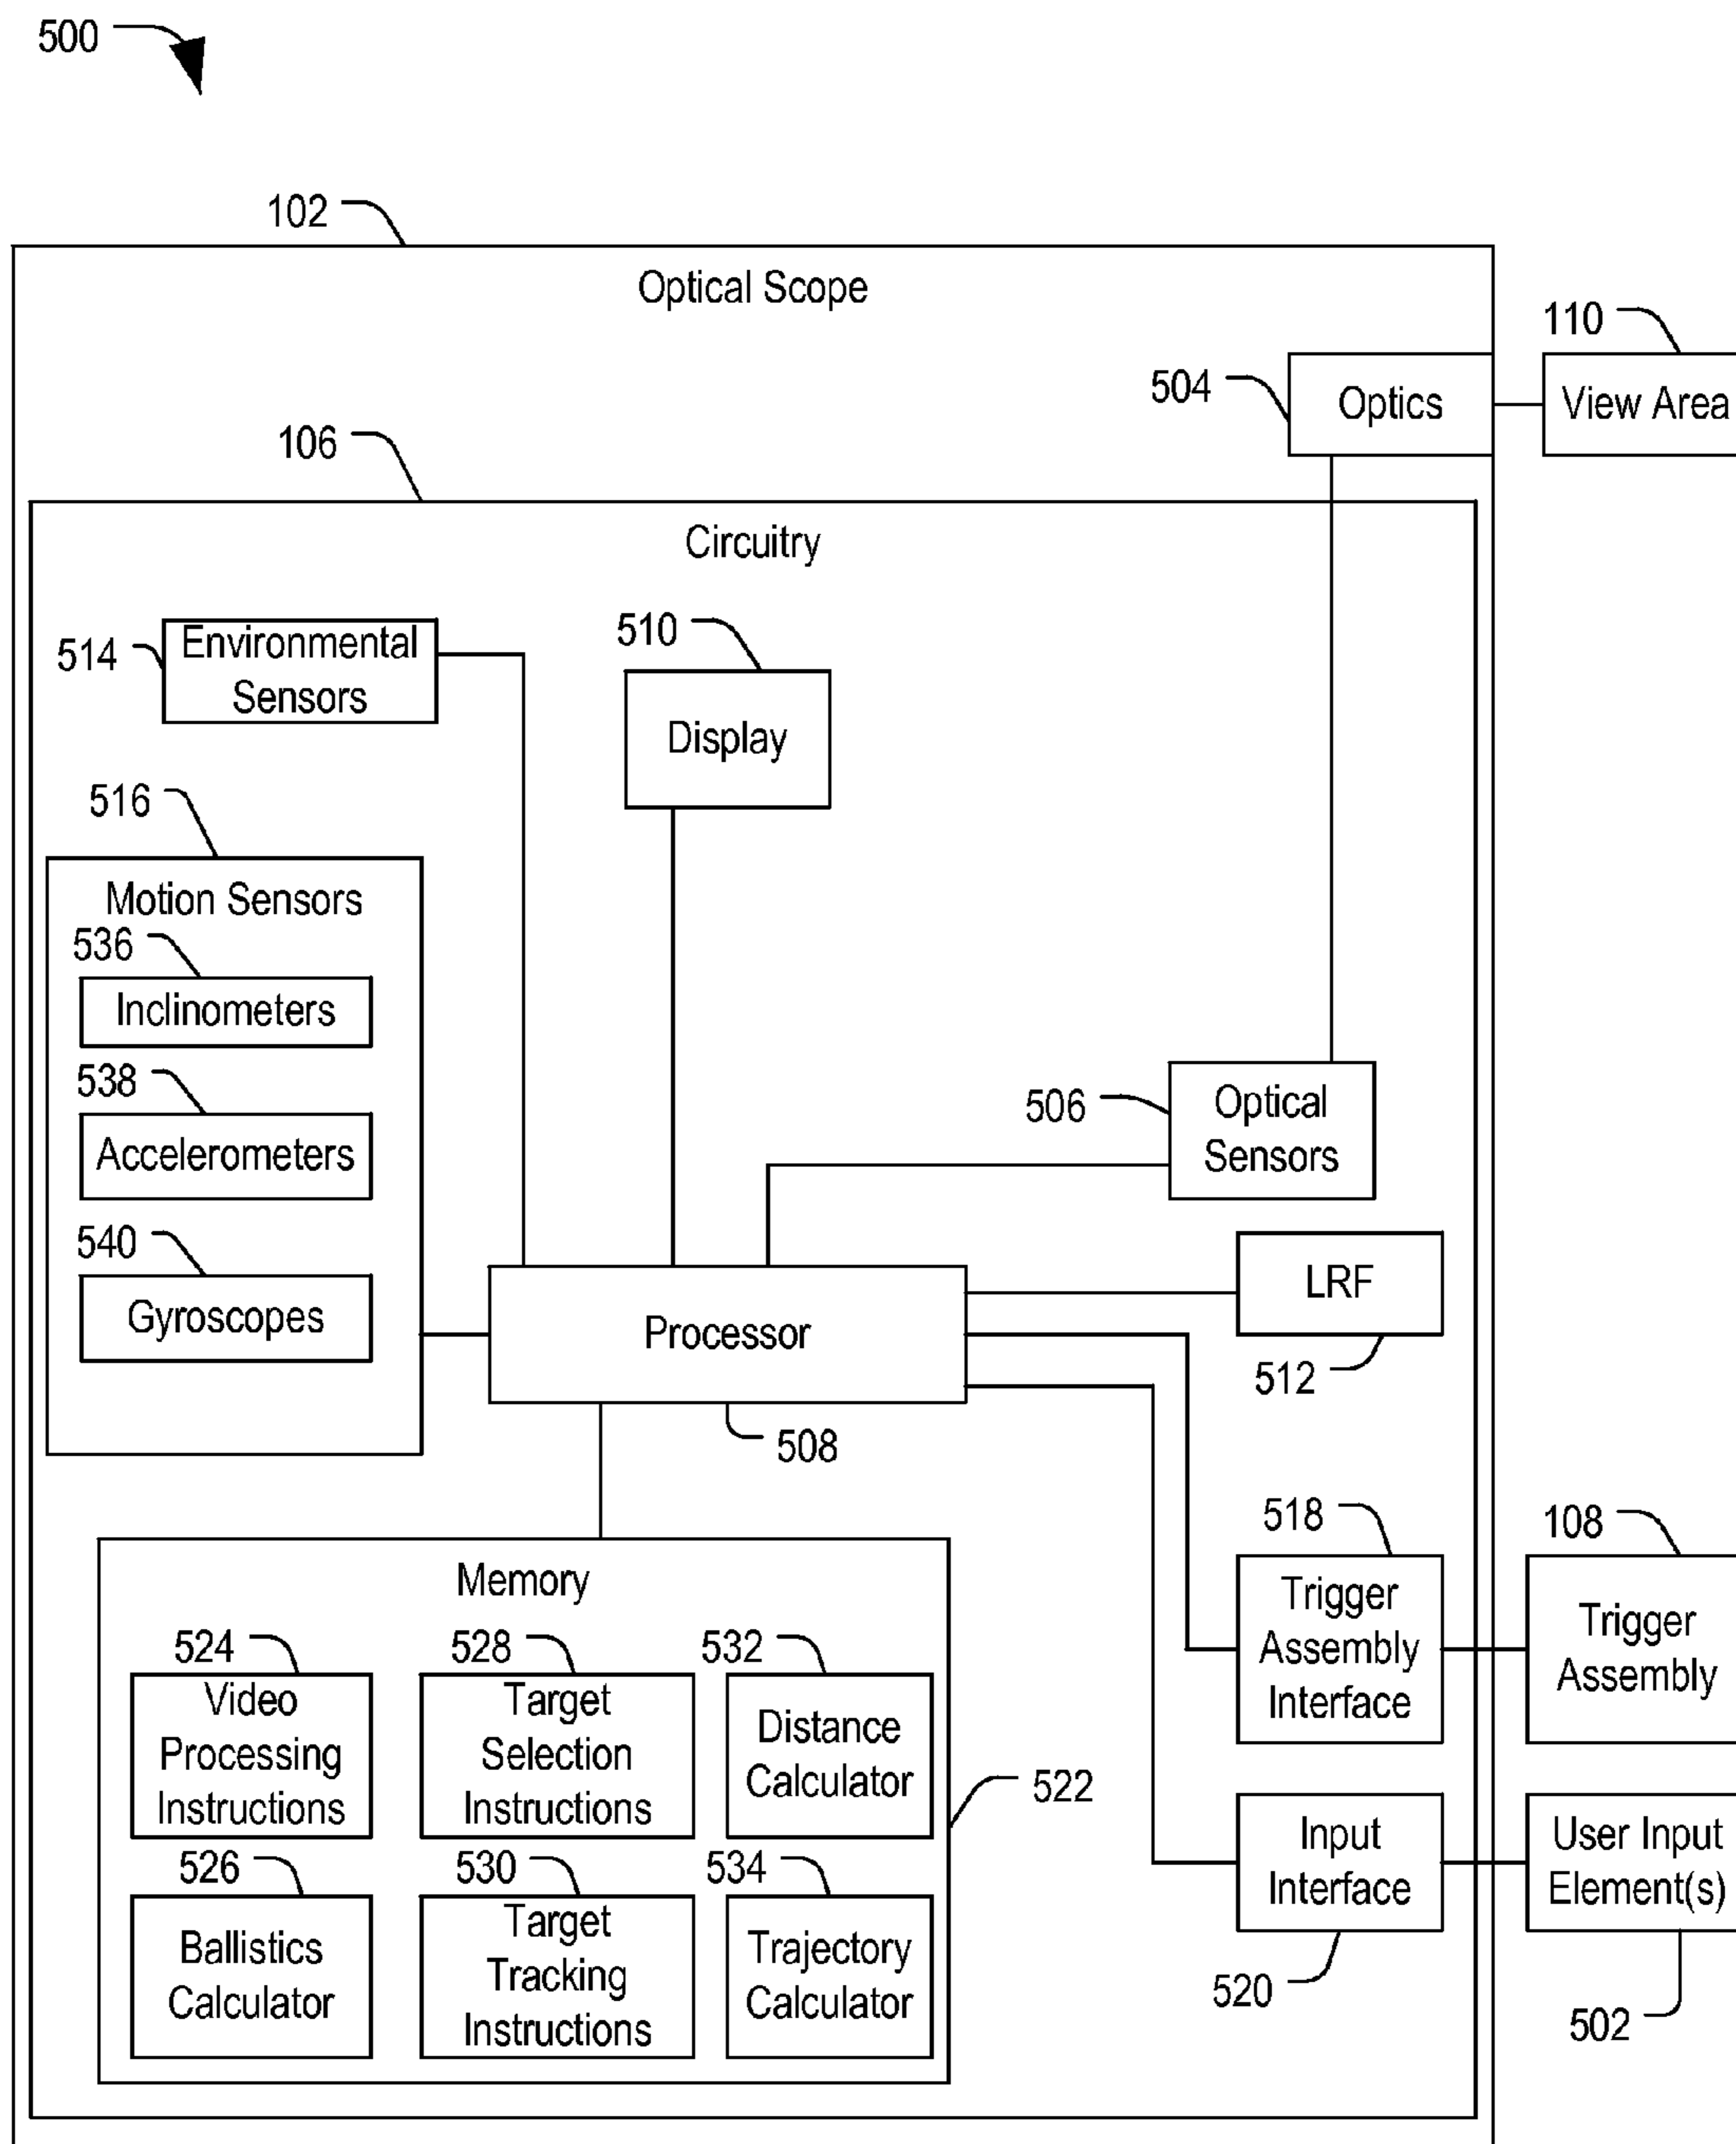 500
102
Optical Scope
110
504
Optics
View Area
106
Circuitry
514
Environmental
Sensors
510
Display
516
Motion Sensors
536
Inclinometers
538
Accelerometers
540
Gyroscopes
506
Optical
Sensors
LRF
512
Processor
508
518
Trigger
Assembly
Interface
108
Trigger
Assembly
Memory
524
Video
Processing
Instructions
528
Target
Selection
Instructions
532
Distance
Calculator
522
526
Ballistics
Calculator
530
Target
Tracking
Instructions
534
Trajectory
Calculator
Input
Interface
520
User Input
Element(s)
502